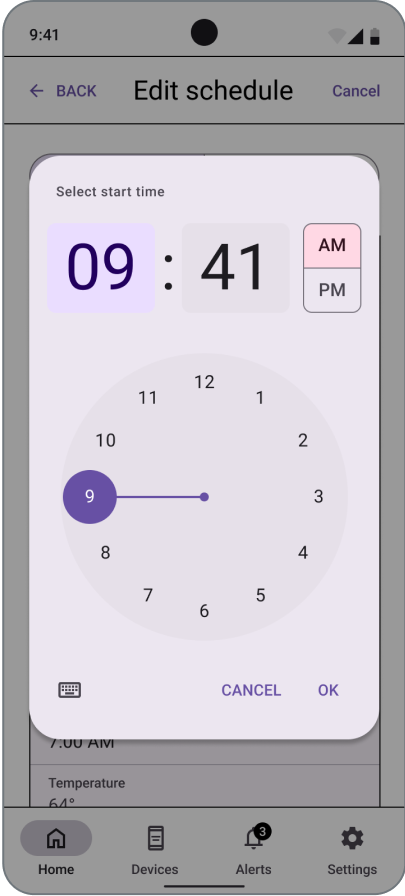 9:41
BACK Edit schedule Cancel
Select start time
09 : 41 AM
PM
12
11 1
10 2
9 3
8 4
7 5
6
CANCEL OK
7:00 AM
Temperature
64°
3
Home Devices Alerts Settings